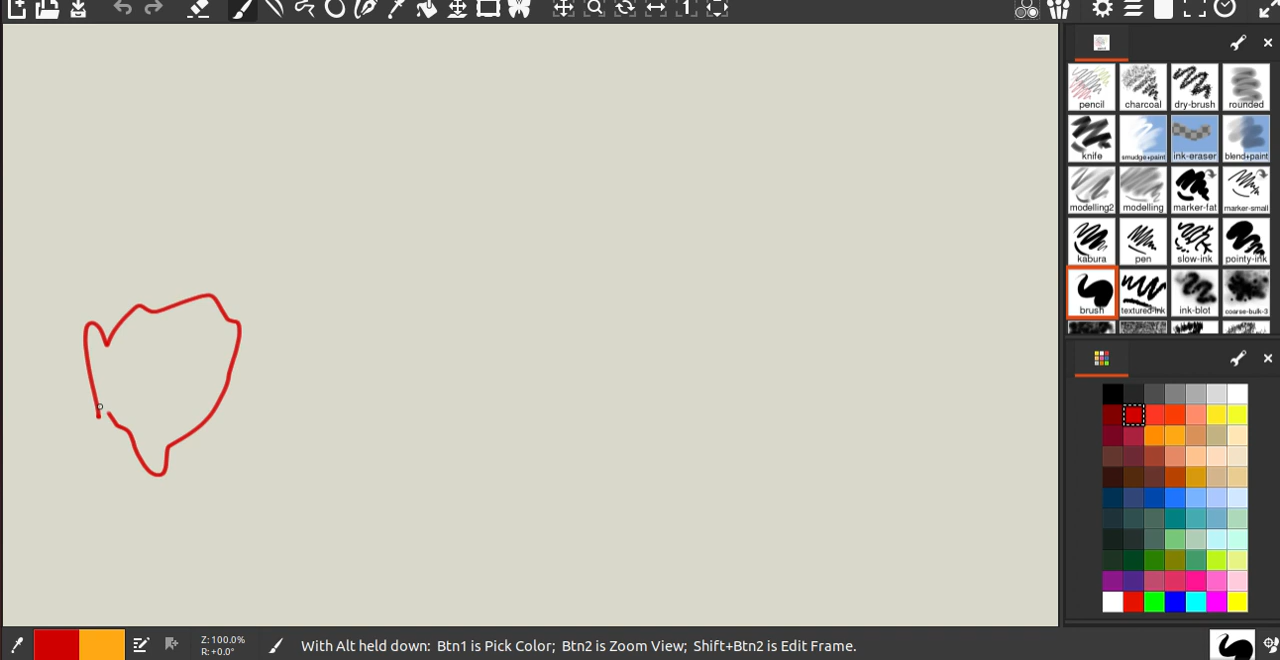 1
pencil charcoal dry-brush rounded
knife smudge+paint ink-eraser blend+paint
modelling2 modelling marker-fat marker-small
kabura pen slow-ink pointy-ink
brush textured-ink ink-blot coarse-bulk-3
Z: 100.0%
R: +0.0°
With Alt held down: Btn1 is Pick Color; Btn2 is Zoom View; Shift+Btn2 is Edit Frame.